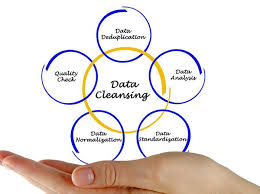 Data
Deduplication
Quality
Check
Data
Analysis
Data
Cleansing
Data
Normalization
Data
Standardization